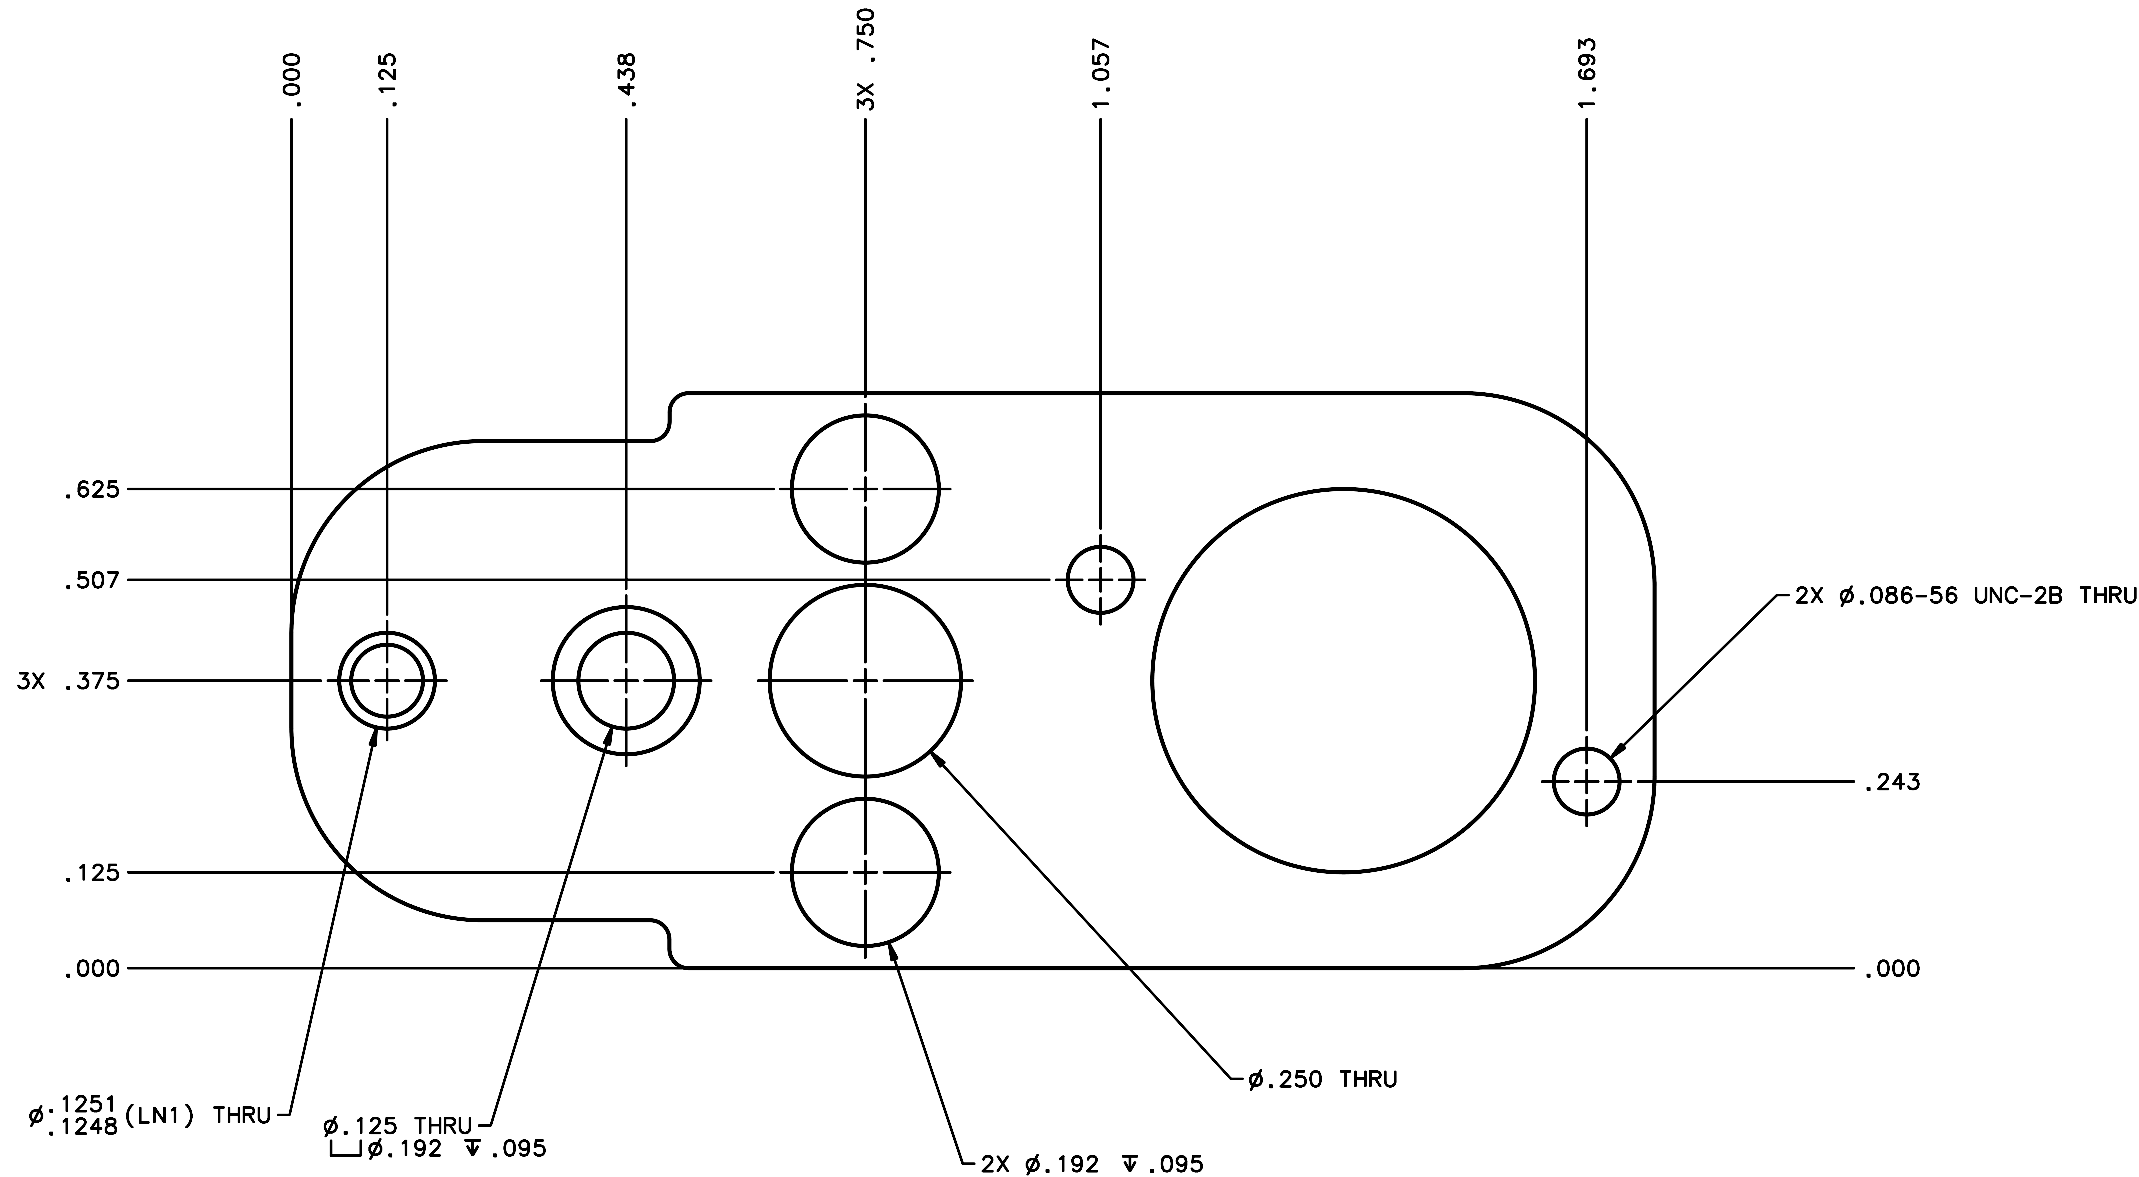 .000
.125
.438
3X .750
1.057
1.693
.625
.507
2X Ø.086-56 UNC-2B THRU
3X .375
.243
.125
.000
.000
Ø.250 THRU
Ø.1251
.1248 (LN1) THRU
Ø.125 THRU
⌴Ø.192 ↧.095
2X Ø.192 ↧.095